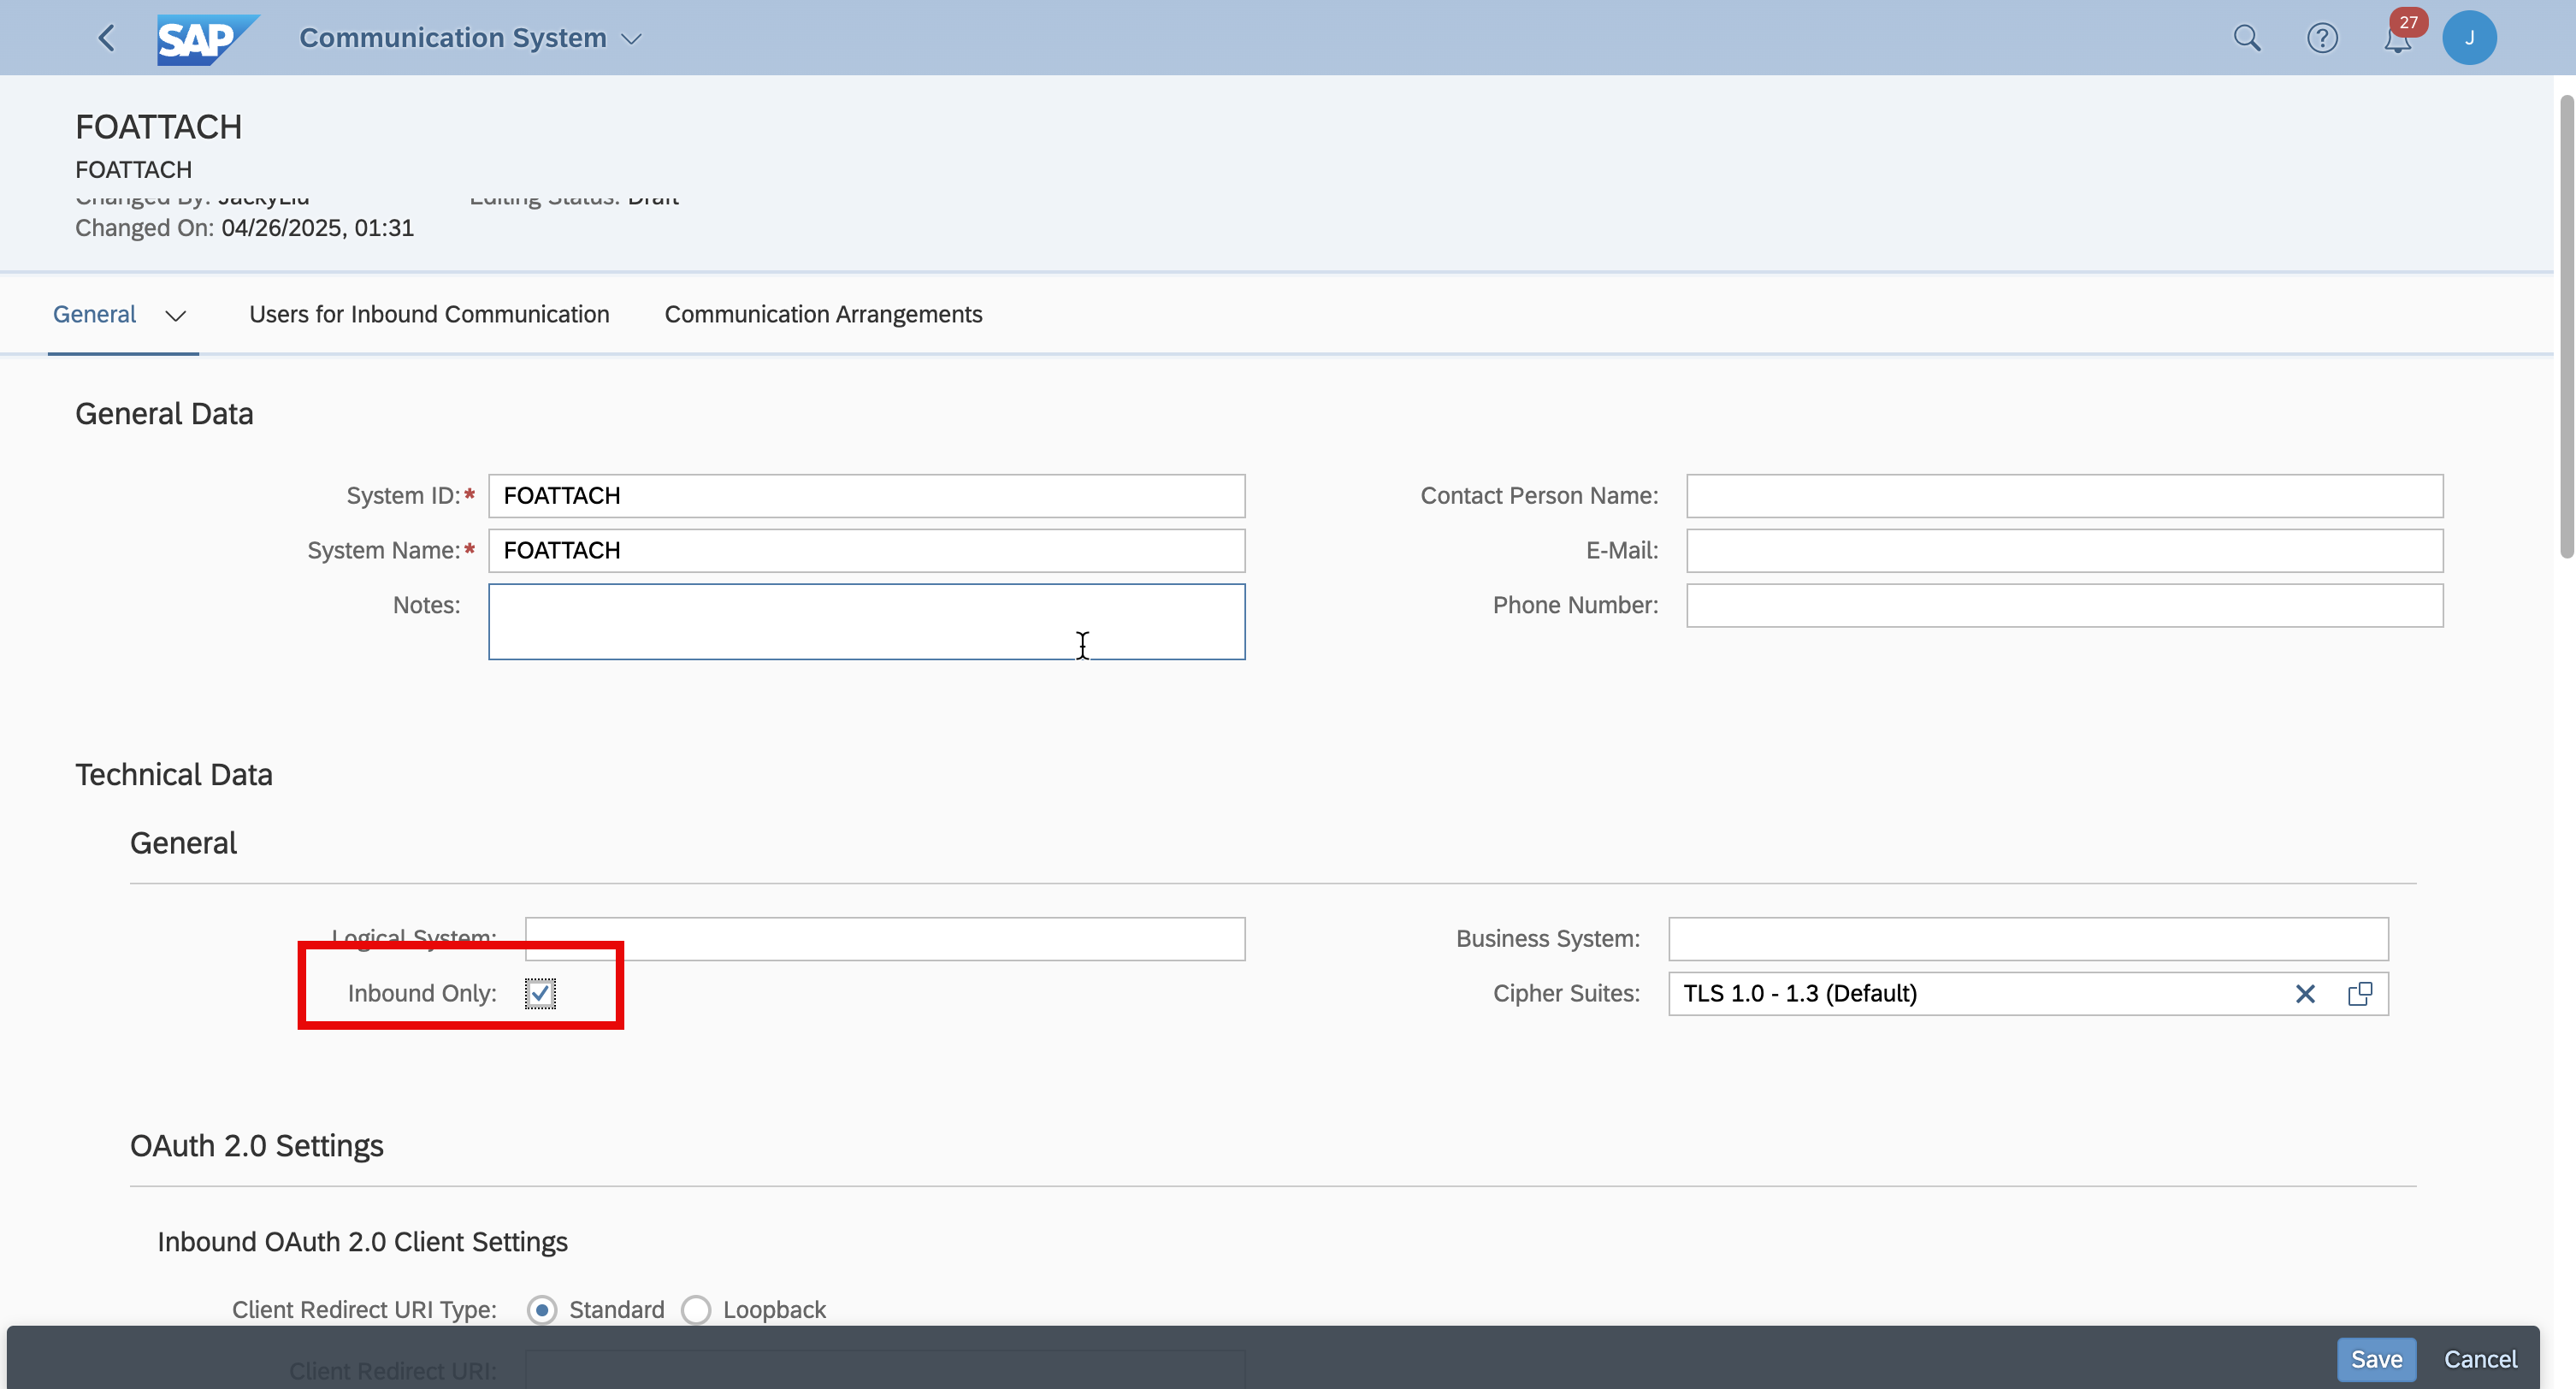 SAP Communication System 27 J
FOATTACH
FOATTACH
Changed By: JackyLiu Editing Status: Draft
Changed On: 04/26/2025, 01:31
General Users for Inbound Communication Communication Arrangements
General Data
System ID:* FOATTACH Contact Person Name:
System Name:* FOATTACH E-Mail:
Notes: Phone Number:
Technical Data
General
Logical System: Business System:
Inbound Only: Cipher Suites: TLS 1.0 - 1.3 (Default)
OAuth 2.0 Settings
Inbound OAuth 2.0 Client Settings
Client Redirect URI Type: Standard Loopback
Client Redirect URI:
Save Cancel